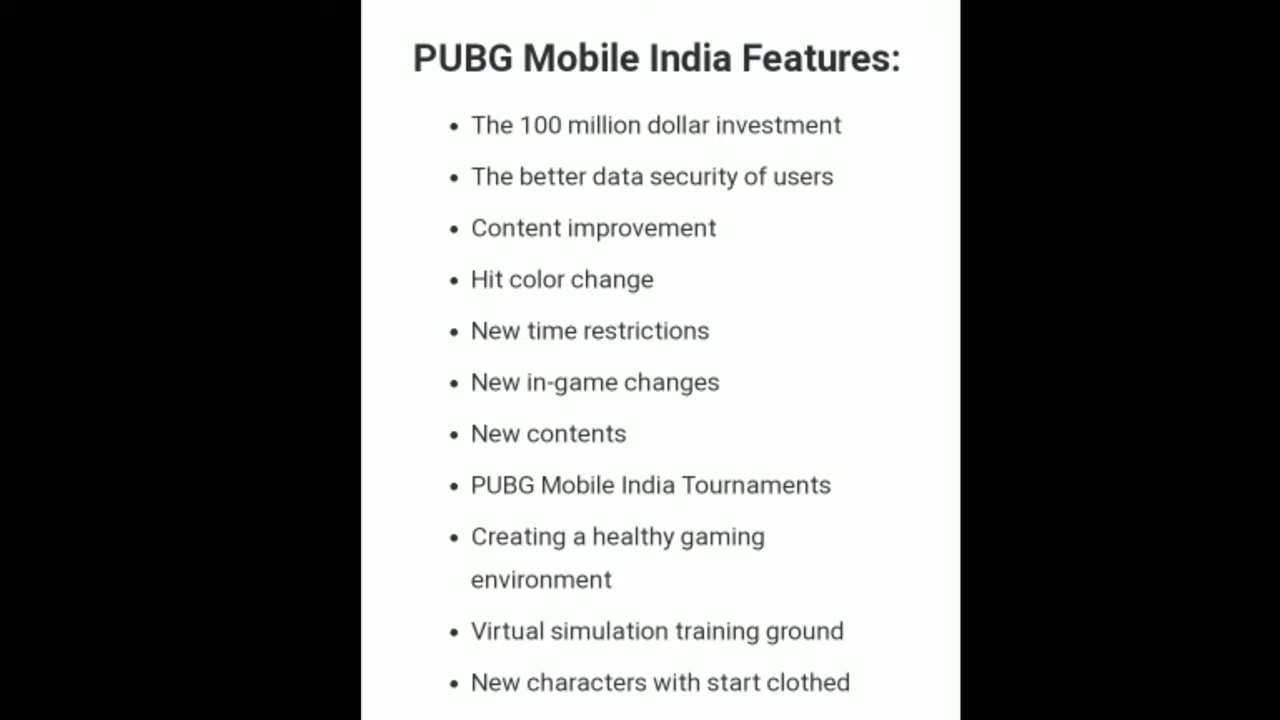 PUBG Mobile India Features:
• The 100 million dollar investment
• The better data security of users
• Content improvement
• Hit color change
• New time restrictions
• New in-game changes
• New contents
• PUBG Mobile India Tournaments
• Creating a healthy gaming
environment
• Virtual simulation training ground
• New characters with start clothed